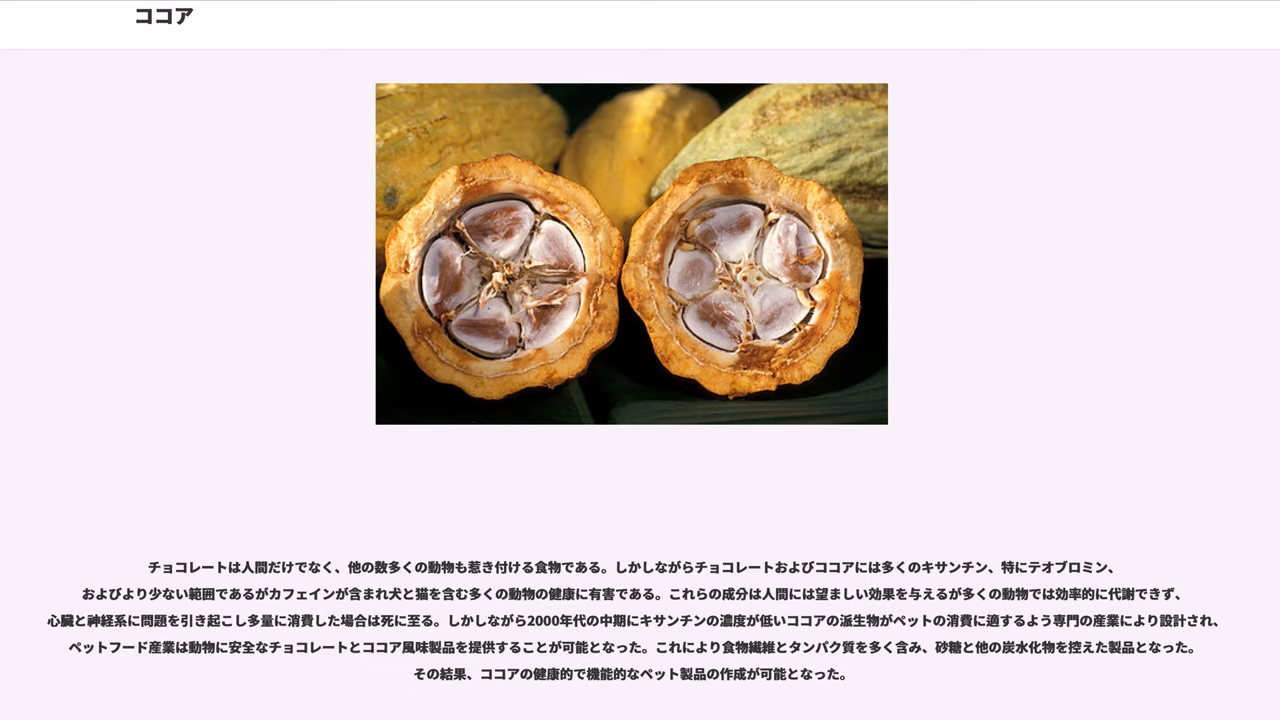 ココア
チョコレートは人間だけでなく、他の数多くの動物も惹き付ける食物である。しかしながらチョコレートおよびココアには多くのキサンチン、特にテオブロミン、
およびより少ない範囲であるがカフェインが含まれ犬と猫を含む多くの動物の健康に有害である。これらの成分は人間には望ましい効果を与えるが多くの動物では効率的に代謝できず、
心臓と神経系に問題を引き起こし多量に消費した場合は死に至る。しかしながら2000年代の中期にキサンチンの濃度が低いココアの派生物がペットの消費に適するよう専門の産業により設計され、
ペットフード産業は動物に安全なチョコレートとココア風味製品を提供することが可能となった。これにより食物繊維とタンパク質を多く含み、砂糖と他の炭水化物を控えた製品となった。
その結果、ココアの健康的で機能的なペット製品の作成が可能となった。